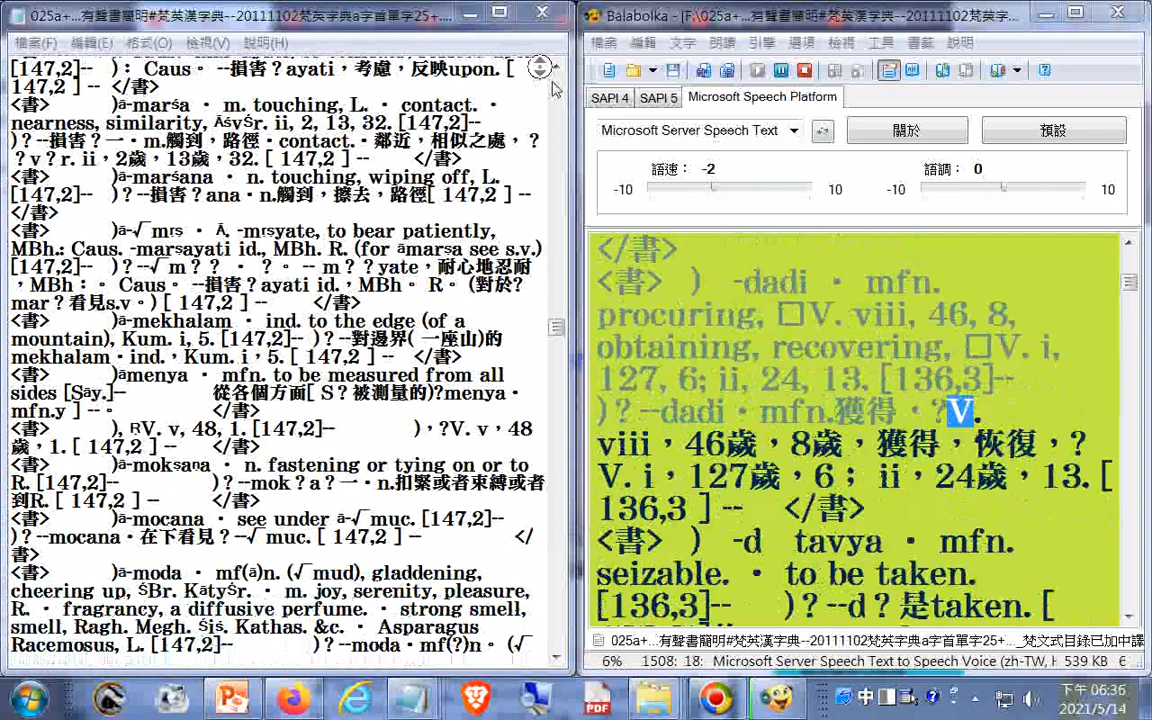 有聲書簡明#梵英漢字典--20111102梵英字典a字首單字25+...
檔案(F) 編輯(E) 格式(O) 檢視(V) 說明(H)
[147,2]-- ): Caus。 --損害?ayati,考慮,反映upon. [
147,2 ] -- </書>
<書> )ā-marśa • m. touching, L. • contact. •
nearness, similarity, ĀśvŚr. ii, 2, 13, 32. [147,2]--
)?--損害?一•m.觸到,路徑•contact.•鄰近,相似之處,?
?v?r. ii,2歲,13歲,32. [ 147,2 ] -- </書>
<書> )ā-marśana • n. touching, wiping off, L.
[147,2]-- )?--損害?ana•n.觸到,擦去,路徑[ 147,2 ] --
</書>
<書> )ā-√mṛṣ • Ā. -mṛṣyate, to bear patiently,
MBh.: Caus. -marṣayati id., MBh. R. (for āmarṣa see s.v.)
[147,2]-- )?--√m?? • ?。 -- m??yate,耐心地忍耐
,MBh:。 Caus。 --損害?ayati id.,MBh。 R。(對於?
mar?看見s.v。) [ 147,2 ] -- </書>
<書> )ā-mekhalam • ind. to the edge (of a
mountain), Kum. i, 5. [147,2]-- )?--對邊界( 一座山)的
mekhalam•ind.,Kum. i,5. [ 147,2 ] -- </書>
<書> )āmenya • mfn. to be measured from all
sides [Sāy.]-- 從各個方面[ S?被測量的)?menya•
mfn.y ] --。 </書>
<書> ), ṚV. v, 48, 1. [147,2]-- ),?V. v,48
歲,1. [ 147,2 ] -- </書>
<書> )ā-mokṣaṇa • n. fastening or tying on or to
R. [147,2]-- )?--mok?a?一•n.扣緊或者束縛或者
到R. [ 147,2 ] -- </書>
<書> )ā-mocana • see under ā-√muc. [147,2]--
)?--mocana•在下看見?--√muc. [ 147,2 ] -- </
書>
<書> )ā-moda • mf(ā)n. (√mud), gladdening,
cheering up, ŚBr. KātyŚr. • m. joy, serenity, pleasure,
R. • fragrancy, a diffusive perfume. • strong smell,
smell, Ragh. Megh. Śiś. Kathas. &c. • Asparagus
Racemosus, L. [147,2]-- )?--moda•mf(?)n。(√
Balabolka - [F:\025a+...有聲書簡明#梵英漢字典--20111102梵英字...
檔案 編輯 文字 朗讀 引擎 選項 檢視 工具 書籤 說明
SAPI 4 SAPI 5 Microsoft Speech Platform
Microsoft Server Speech Text 關於 預設
語速: -2 語調: 0
-10 10 -10 10
</書>
<書> ) -dadi • mfn.
procuring, □V. viii, 46, 8,
obtaining, recovering, □V. i,
127, 6; ii, 24, 13. [136,3]--
)?--dadi•mfn.獲得,?V.
viii,46歲,8歲,獲得,恢復,?
V. i,127歲,6; ii,24歲,13. [
136,3 ] -- </書>
<書> ) -d tavya • mfn.
seizable. • to be taken.
[136,3]-- )?--d?是taken. [
025a+...有聲書簡明#梵英漢字典--20111102梵英字典a字首單字25+..._梵文式目錄已加中譯
6% 1508: 18: Microsoft Server Speech Text to Speech Voice (zh-TW, H 539 KB 6
中 下午 06:36
2021/5/14